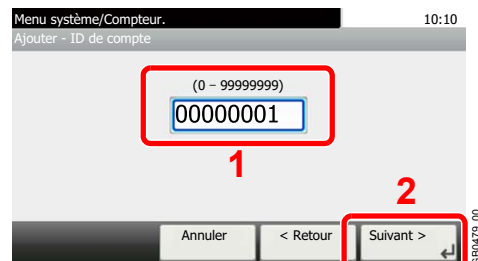 Menu système/Compteur. 10:10
Ajouter - ID de compte
(0 – 99999999)
00000001
1
2
Annuler
< Retour
Suivant >